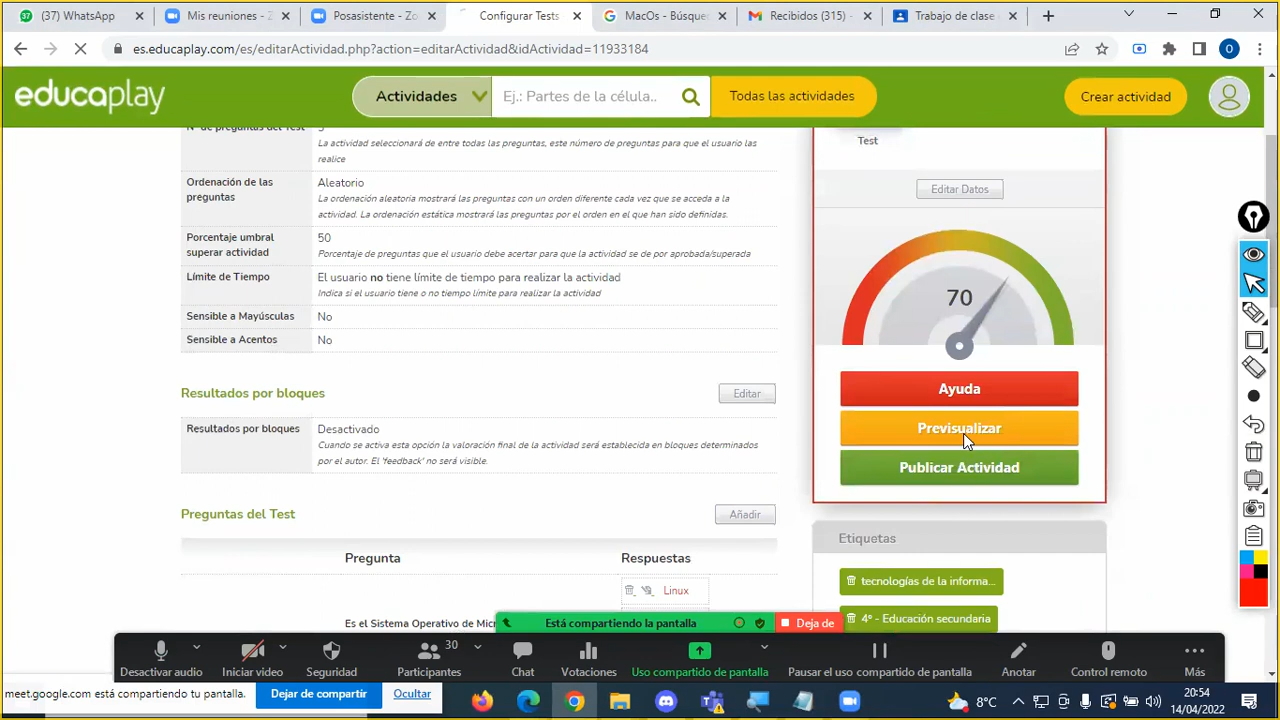 (37) WhatsApp
Mis reuniones - Z
Posasistente - Zo
Configurar Tests
MacOs - Búsque
Recibidos (315) -
Trabajo de clase
es.educaplay.com/es/editarActividad.php?action=editarActividad&idActividad=11933184
O
educaplay
Actividades
Ej.: Partes de la célula..
Todas las actividades
Crear actividad
Nº de preguntas del Test
La actividad seleccionará de entre todas las preguntas, este número de preguntas para que el usuario las
realice
Ordenación de las
preguntas
Aleatorio
La ordenación aleatoria mostrará las preguntas con un orden diferente cada vez que se acceda a la
actividad. La ordenación estática mostrará las preguntas por el orden en el que han sido definidas.
Porcentaje umbral
superar actividad
50
Porcentaje de preguntas que el usuario debe acertar para que la actividad se de por aprobada/superada
Límite de Tiempo
El usuario no tiene límite de tiempo para realizar la actividad
Indica si el usuario tiene o no tiempo límite para realizar la actividad
Sensible a Mayúsculas
No
Sensible a Acentos
No
Resultados por bloques
Editar
Resultados por bloques
Desactivado
Cuando se activa esta opción la valoración final de la actividad será establecida en bloques determinados
por el autor. El 'feedback' no será visible.
Preguntas del Test
Añadir
Pregunta
Respuestas
Linux
Es el Sistema Operativo de Micr
Test
Editar Datos
70
Ayuda
Previsualizar
Publicar Actividad
Etiquetas
tecnologías de la informa...
4º - Educación secundaria
Está compartiendo la pantalla
Deja de
Desactivar audio
Iniciar video
Seguridad
30
Participantes
Chat
Votaciones
Uso compartido de pantalla
Pausar el uso compartido de pantalla
Anotar
Control remoto
Más
meet.google.com está compartiendo tu pantalla.
Dejar de compartir
Ocultar
8°C
20:54
14/04/2022